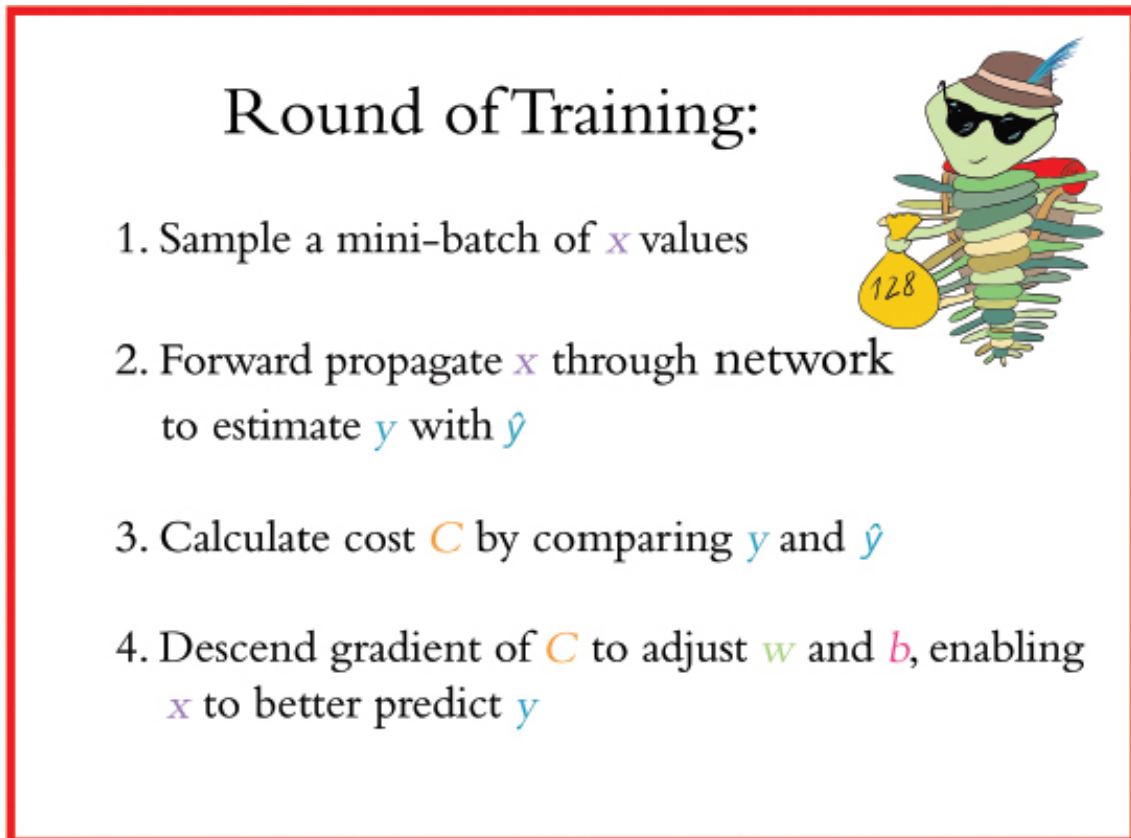 Round of Training:
128
1. Sample a mini-batch of x values
2. Forward propagate x through network
to estimate y with ŷ
3. Calculate cost C by comparing y and ŷ
4. Descend gradient of C to adjust w and b, enabling
x to better predict y